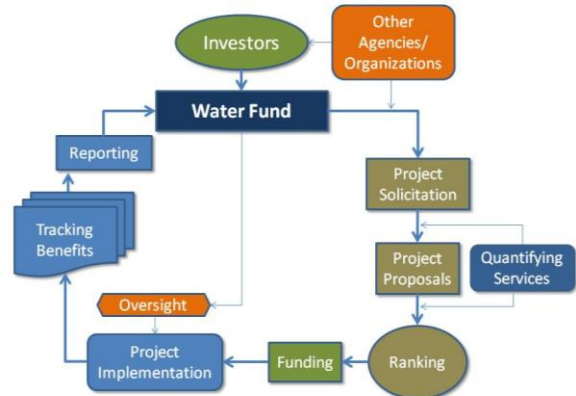 Investors
Other
Agencies/
Organizations
Water Fund
Reporting
Project
Solicitation
Tracking
Benefits
Project
Proposals
Quantifying
Services
Oversight
Project
Implementation
Funding
Ranking